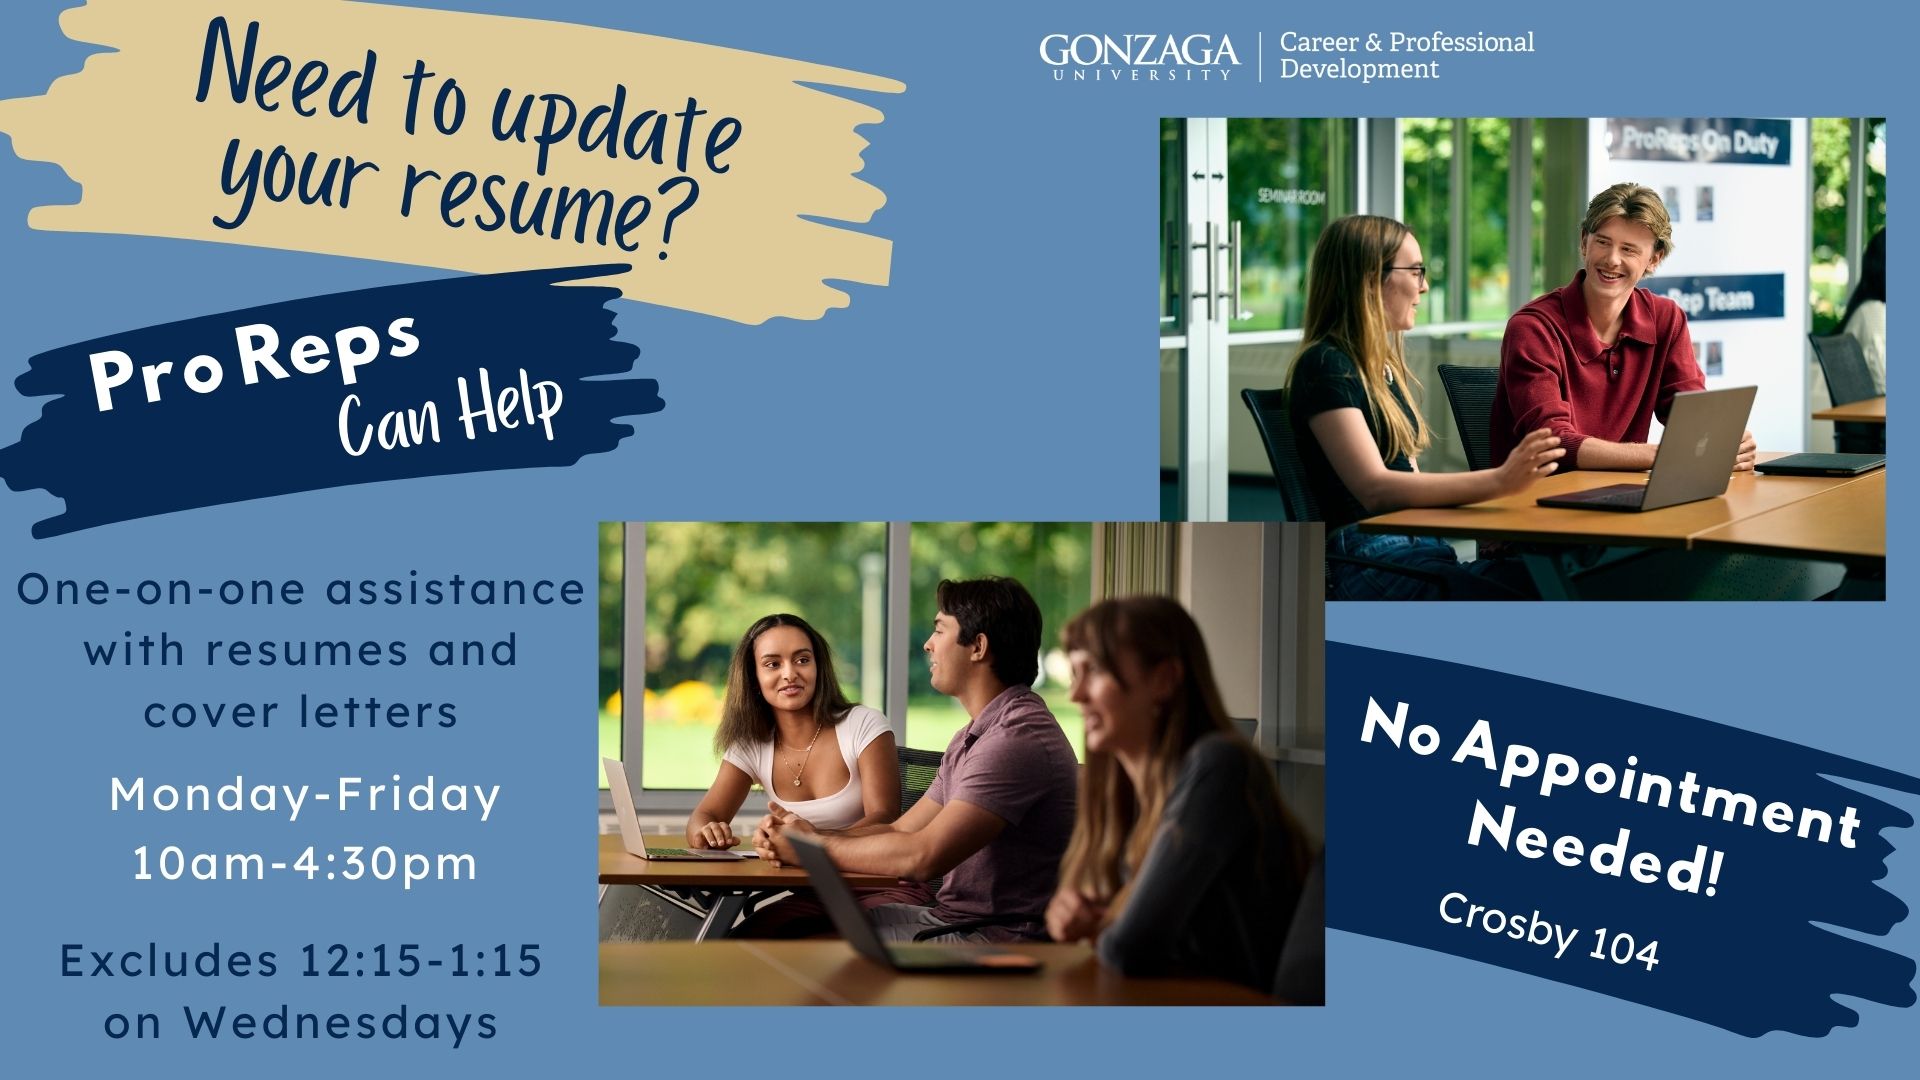 Need to update
your resume?
ProReps
Can Help
One-on-one assistance
with resumes and
cover letters
Monday-Friday
10am-4:30pm
Excludes 12:15-1:15
on Wednesdays
GONZAGA
UNIVERSITY
Career & Professional
Development
SEMINAR ROOM
ProReps On Duty
Rep Team
No Appointment
Needed!
Crosby 104